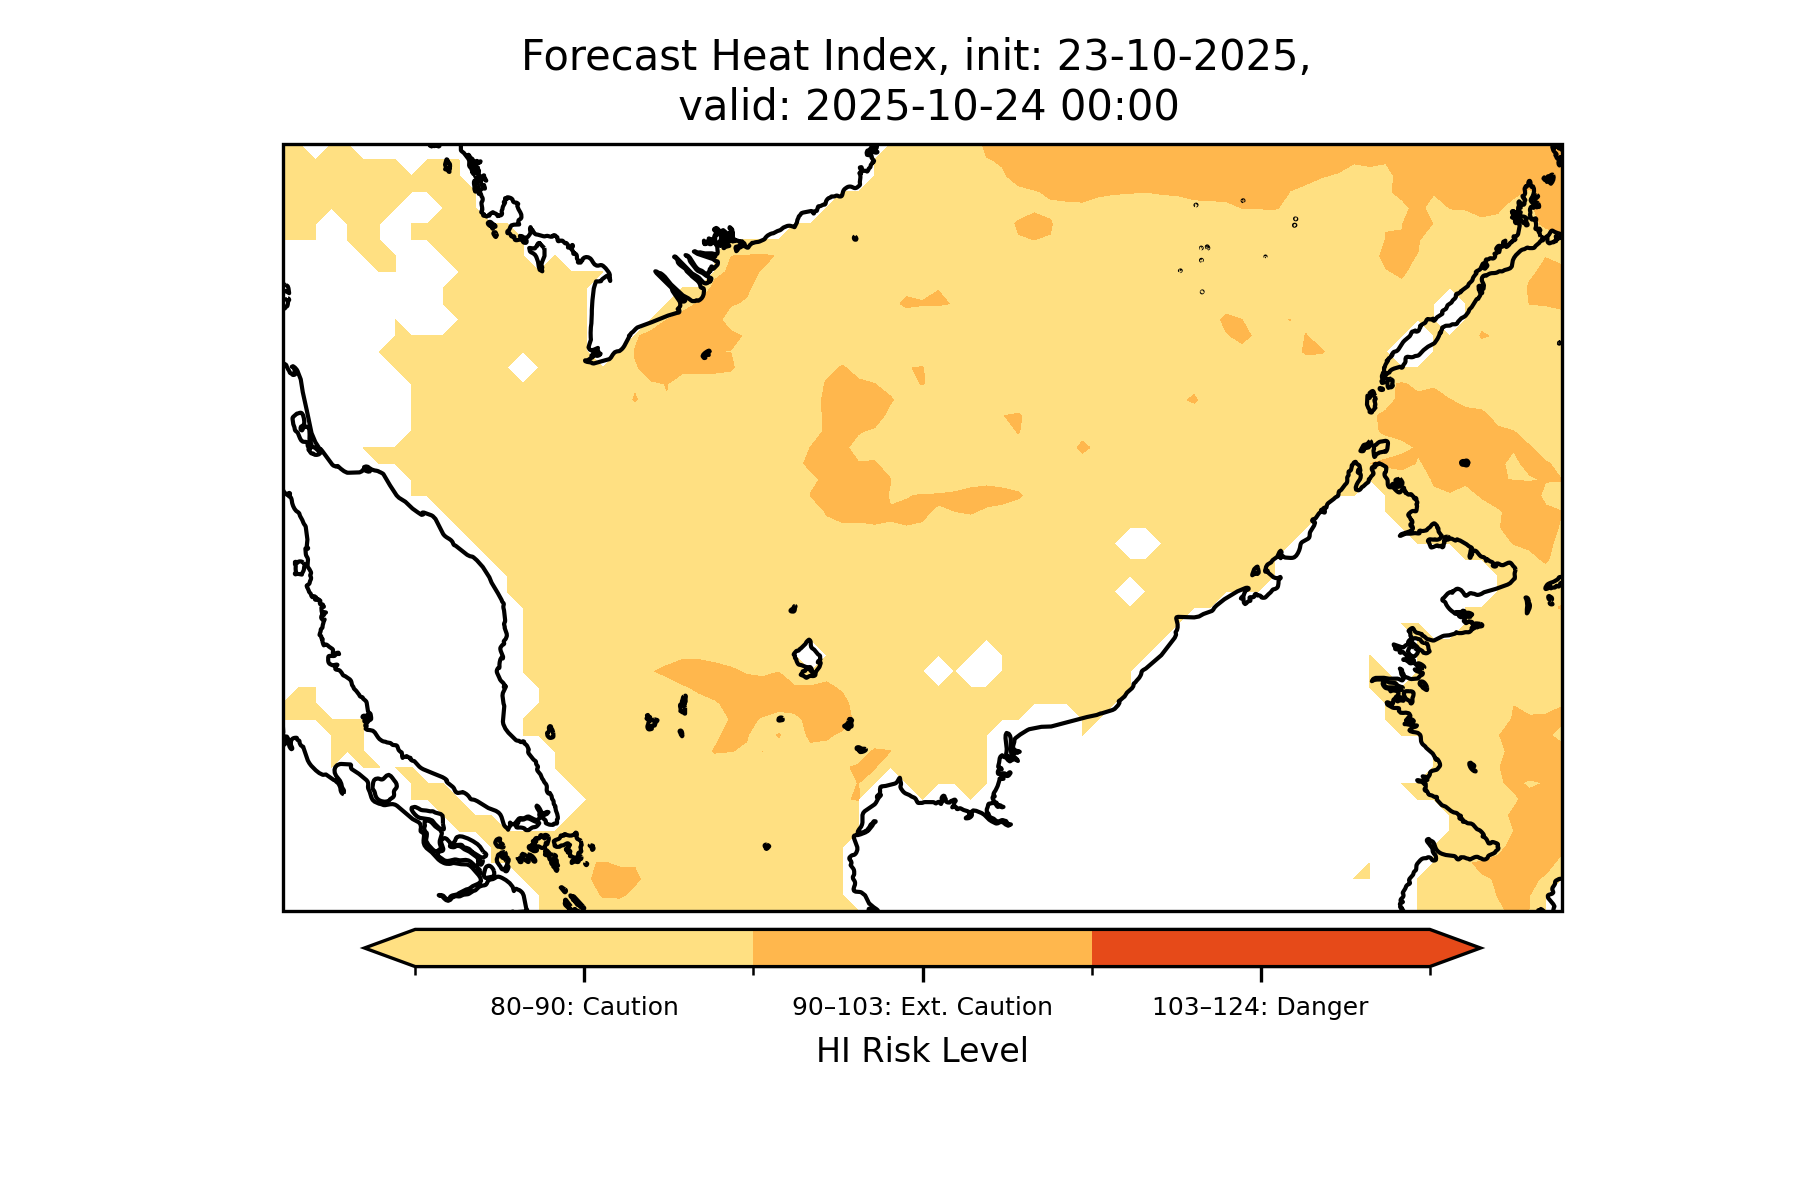 Forecast Heat Index, init: 23-10-2025,
valid: 2025-10-24 00:00
80–90: Caution
90–103: Ext. Caution
103–124: Danger
HI Risk Level